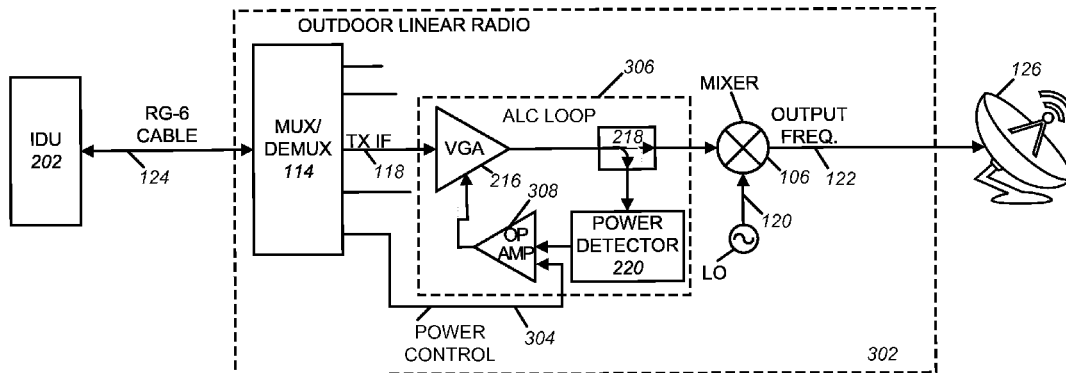 OUTDOOR LINEAR RADIO
IDU
202
RG-6
CABLE
124
MUX/
DEMUX
114
TX IF
118
306
ALC LOOP
VGA
216
218
308
OP
AMP
POWER
DETECTOR
220
POWER
CONTROL
304
MIXER
106
OUTPUT
FREQ.
122
120
LO
126
302